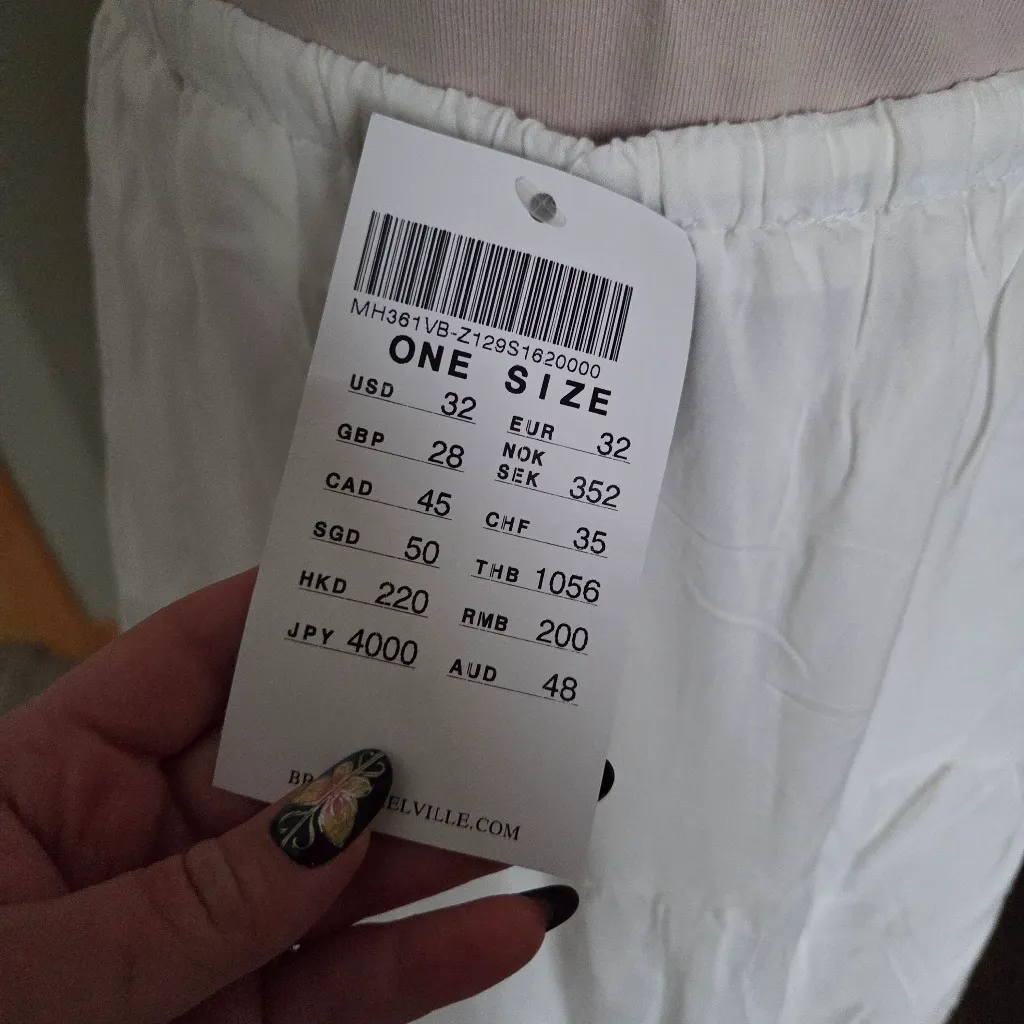 MH361VB-Z129S1620000
ONE SIZE
USD 32
GBP 28
CAD 45
SGD 50
HKD 220
JPY 4000
EUR 32
NOK
SEK 352
CHF 35
THB 1056
RMB 200
AUD 48